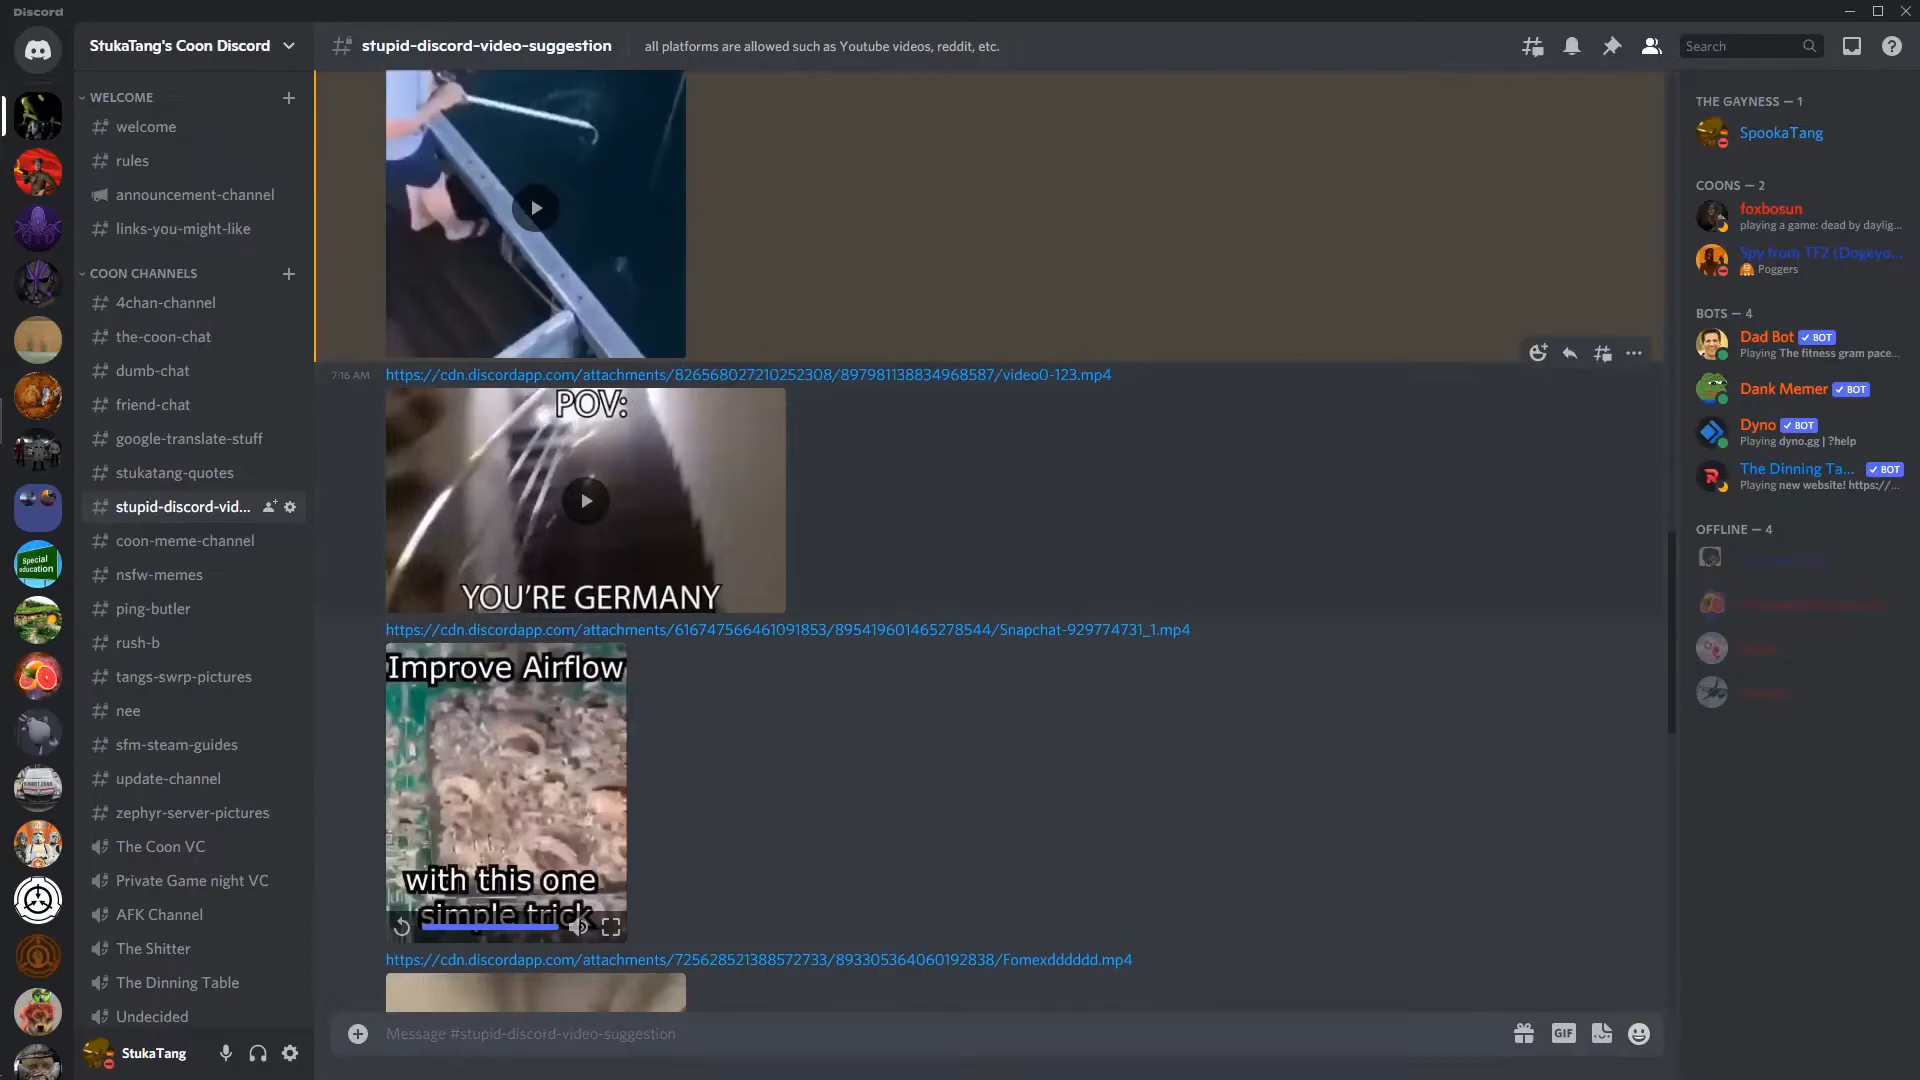 Discord
StukaTang's Coon Discord
stupid-discord-video-suggestion
all platforms are allowed such as Youtube videos, reddit, etc.
Search
WELCOME
welcome
rules
announcement-channel
links-you-might-like
COON CHANNELS
4chan-channel
the-coon-chat
dumb-chat
friend-chat
google-translate-stuff
stukatang-quotes
stupid-discord-vid...
coon-meme-channel
nsfw-memes
ping-butler
rush-b
tangs-swrp-pictures
nee
sfm-steam-guides
update-channel
zephyr-server-pictures
The Coon VC
Private Game night VC
AFK Channel
The Shitter
The Dinning Table
Undecided
StukaTang
Special
education
7:16 AM
https://cdn.discordapp.com/attachments/826568027210252308/897981138834968587/video0-123.mp4
POV:
YOU'RE GERMANY
https://cdn.discordapp.com/attachments/616747566461091853/895419601465278544/Snapchat-929774731_1.mp4
Improve Airflow
with this one
simple trick
https://cdn.discordapp.com/attachments/725628521388572733/893305364060192838/Fomexdddddd.mp4
Message #stupid-discord-video-suggestion
GIF
THE GAYNESS — 1
SpookaTang
COONS — 2
foxbosun
playing a game: dead by daylig...
Spy from TF2 (Dogeyo...
Poggers
BOTS — 4
Dad Bot BOT
Playing The fitness gram pace...
Dank Memer BOT
Dyno BOT
Playing dyno.gg | ?help
The Dinning Ta... BOT
Playing new website! https://...
OFFLINE — 4